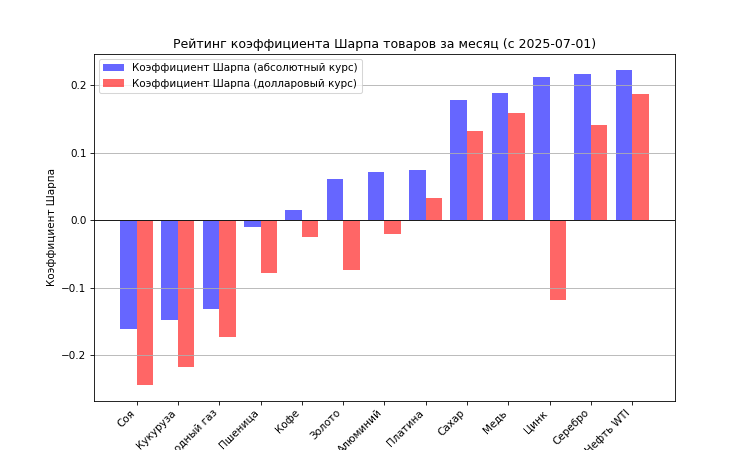 Рейтинг коэффициента Шарпа товаров за месяц (с 2025-07-01)
Коэффициент Шарпа (абсолютный курс)
Коэффициент Шарпа (долларовый курс)
Коэффициент Шарпа
0.2
0.1
0.0
−0.1
−0.2
Соя
Кукуруза
одный газ
Пшеница
Кофе
Золото
Алюминий
Платина
Сахар
Медь
Цинк
Серебро
Нефть WTI